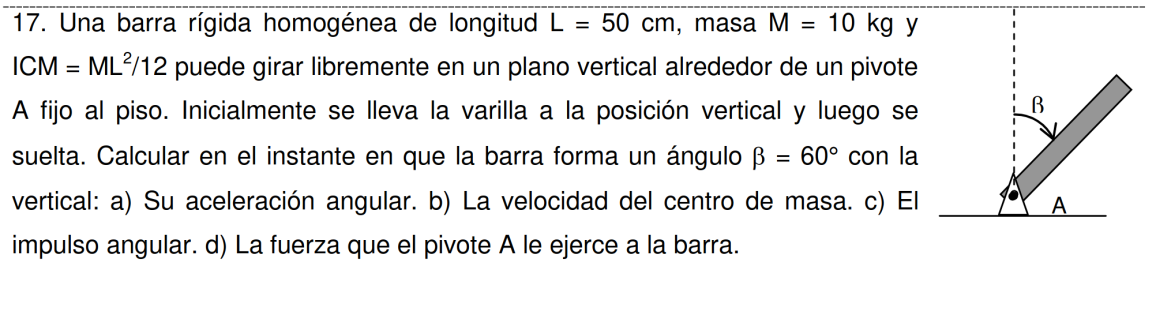 17. Una barra rígida homogénea de longitud L = 50 cm, masa M = 10 kg y
ICM = ML²/12 puede girar libremente en un plano vertical alrededor de un pivote
A fijo al piso. Inicialmente se lleva la varilla a la posición vertical y luego se
suelta. Calcular en el instante en que la barra forma un ángulo β = 60° con la
vertical: a) Su aceleración angular. b) La velocidad del centro de masa. c) El
impulso angular. d) La fuerza que el pivote A le ejerce a la barra.
β
A